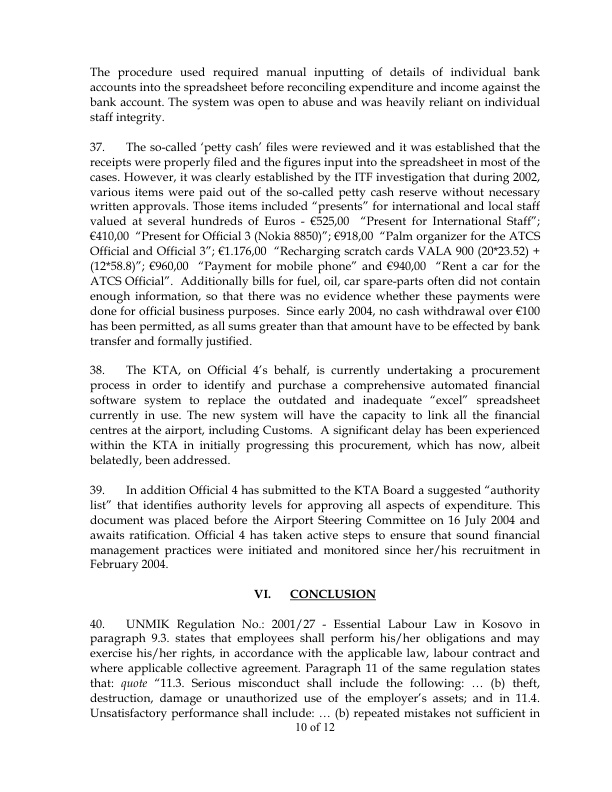 The procedure used required manual inputting of details of individual bank
accounts into the spreadsheet before reconciling expenditure and income against the
bank account. The system was open to abuse and was heavily reliant on individual
staff integrity.
37. The so-called ‘petty cash’ files were reviewed and it was established that the
receipts were properly filed and the figures input into the spreadsheet in most of the
cases. However, it was clearly established by the ITF investigation that during 2002,
various items were paid out of the so-called petty cash reserve without necessary
written approvals. Those items included “presents” for international and local staff
valued at several hundreds of Euros - €525,00 “Present for International Staff”;
€410,00 “Present for Official 3 (Nokia 8850)”; €918,00 “Palm organizer for the ATCS
Official and Official 3”; €1.176,00 “Recharging scratch cards VALA 900 (20*23.52) +
(12*58.8)”; €960,00 “Payment for mobile phone” and €940,00 “Rent a car for the
ATCS Official”. Additionally bills for fuel, oil, car spare-parts often did not contain
enough information, so that there was no evidence whether these payments were
done for official business purposes. Since early 2004, no cash withdrawal over €100
has been permitted, as all sums greater than that amount have to be effected by bank
transfer and formally justified.
38. The KTA, on Official 4’s behalf, is currently undertaking a procurement
process in order to identify and purchase a comprehensive automated financial
software system to replace the outdated and inadequate “excel” spreadsheet
currently in use. The new system will have the capacity to link all the financial
centres at the airport, including Customs. A significant delay has been experienced
within the KTA in initially progressing this procurement, which has now, albeit
belatedly, been addressed.
39. In addition Official 4 has submitted to the KTA Board a suggested “authority
list” that identifies authority levels for approving all aspects of expenditure. This
document was placed before the Airport Steering Committee on 16 July 2004 and
awaits ratification. Official 4 has taken active steps to ensure that sound financial
management practices were initiated and monitored since her/his recruitment in
February 2004.
VI. CONCLUSION
40. UNMIK Regulation No.: 2001/27 - Essential Labour Law in Kosovo in
paragraph 9.3. states that employees shall perform his/her obligations and may
exercise his/her rights, in accordance with the applicable law, labour contract and
where applicable collective agreement. Paragraph 11 of the same regulation states
that: quote “11.3. Serious misconduct shall include the following: … (b) theft,
destruction, damage or unauthorized use of the employer’s assets; and in 11.4.
Unsatisfactory performance shall include: … (b) repeated mistakes not sufficient in
10 of 12